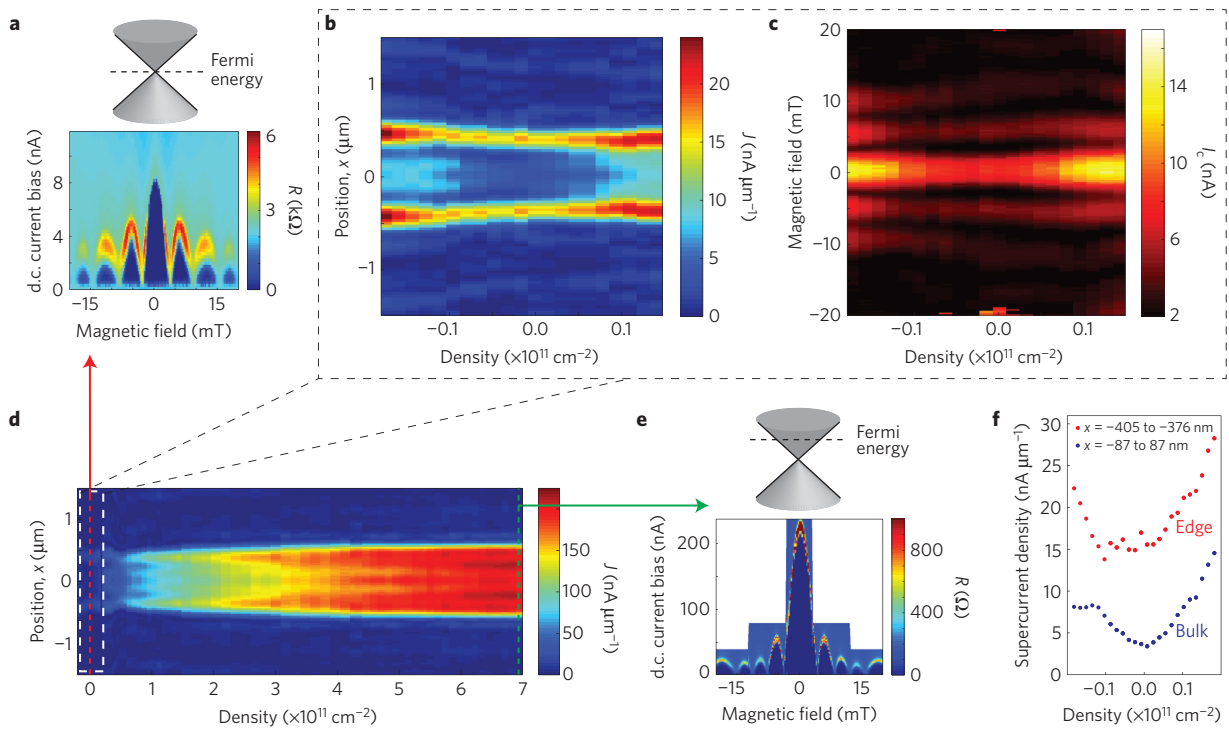 a
Fermi
energy
d.c. current bias (nA)
8
4
0
−15
0
15
Magnetic field (mT)
6
3
0
R (kΩ)
b
Position, x (μm)
1
0
−1
−0.1
0.0
0.1
Density (×10¹¹ cm⁻²)
20
15
10
5
0
J (nA μm⁻¹)
c
Magnetic field (mT)
20
10
0
−10
−20
−0.1
0.0
0.1
Density (×10¹¹ cm⁻²)
14
10
6
2
I_c (nA)
d
Position, x (μm)
1
0
−1
0
1
2
3
4
5
6
7
Density (×10¹¹ cm⁻²)
150
100
50
0
J (nA μm⁻¹)
e
Fermi
energy
d.c. current bias (nA)
200
100
0
−15
0
15
Magnetic field (mT)
800
400
0
R (Ω)
f
Supercurrent density (nA μm⁻¹)
30
25
20
15
10
5
0
x = −405 to −376 nm
x = −87 to 87 nm
Edge
Bulk
−0.1
0.0
0.1
Density (×10¹¹ cm⁻²)